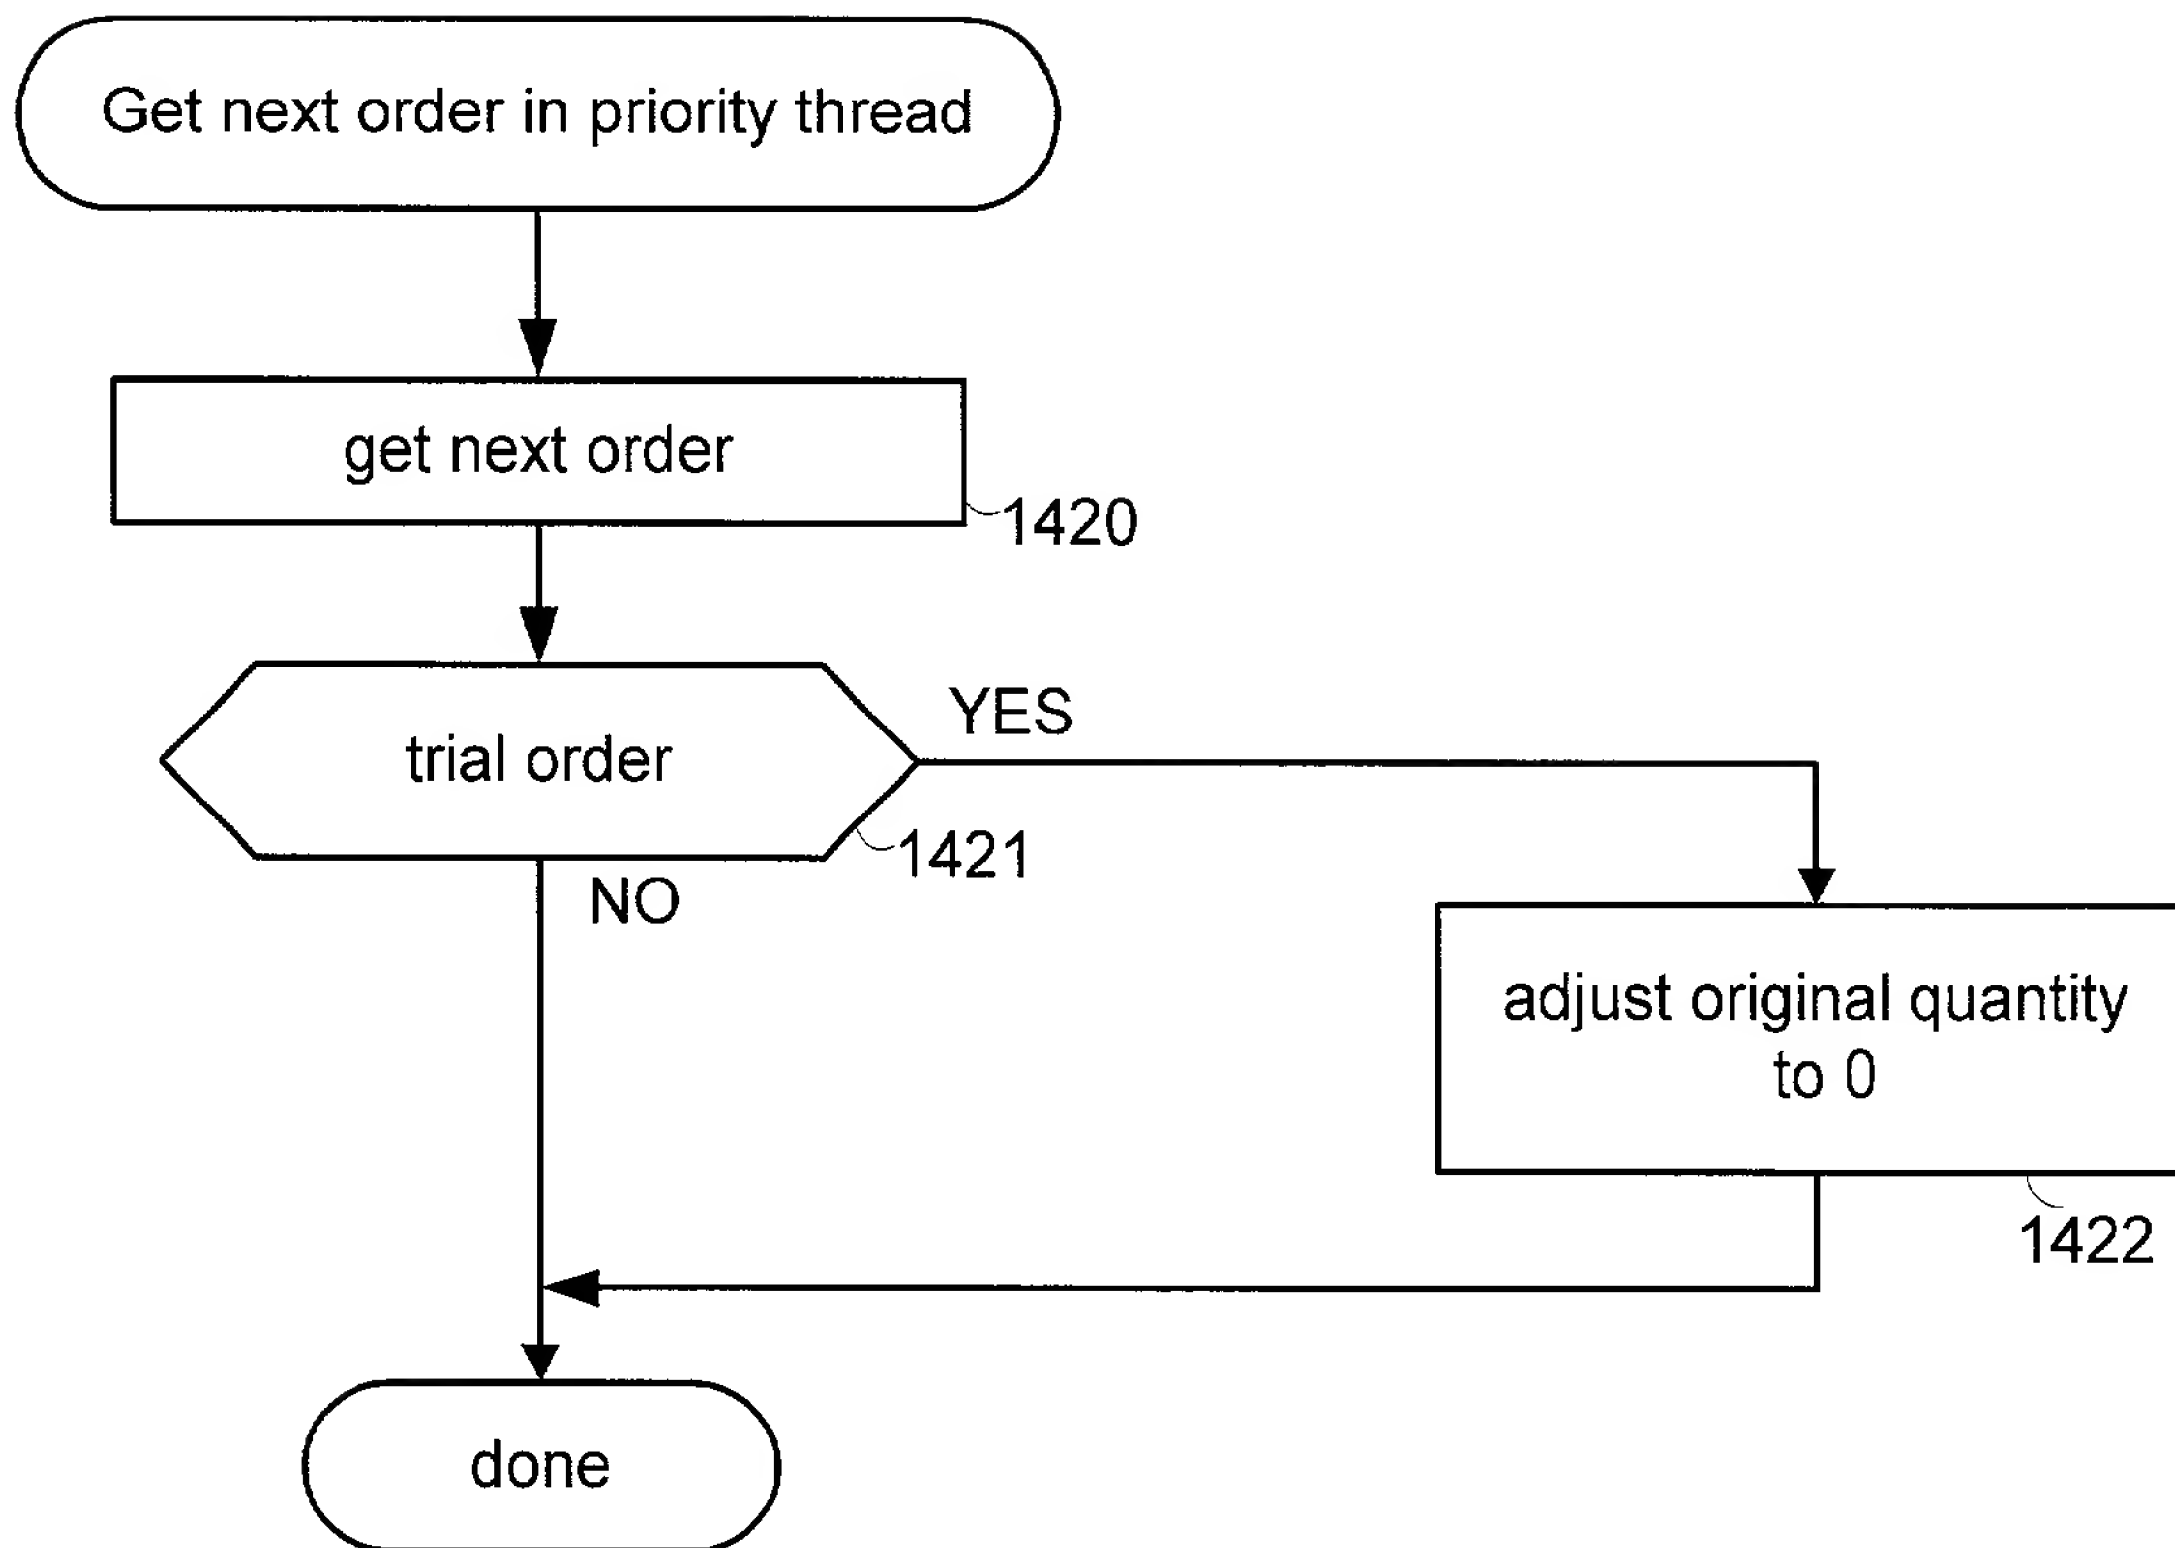 Get next order in priority thread
get next order
1420
trial order
YES
1421
NO
adjust original quantity
to 0
1422
done